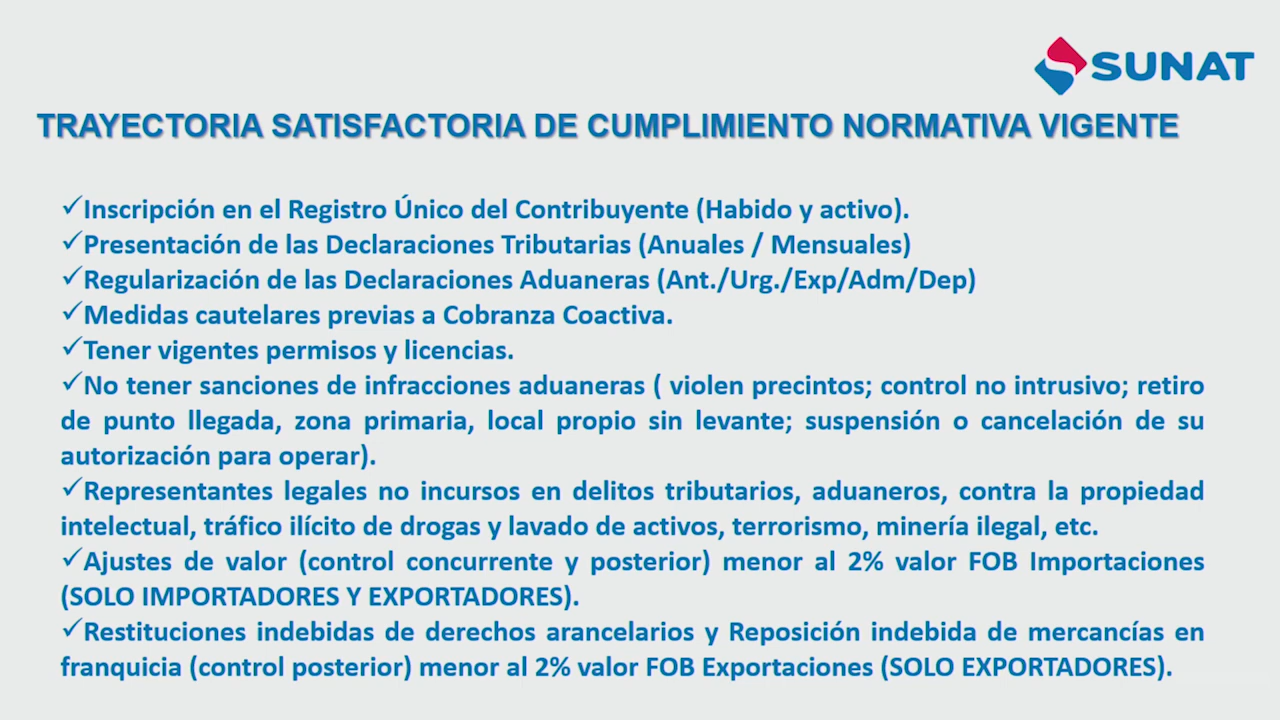 SUNAT
TRAYECTORIA SATISFACTORIA DE CUMPLIMIENTO NORMATIVA VIGENTE
✓Inscripción en el Registro Único del Contribuyente (Habido y activo).
✓Presentación de las Declaraciones Tributarias (Anuales / Mensuales)
✓Regularización de las Declaraciones Aduaneras (Ant./Urg./Exp/Adm/Dep)
✓Medidas cautelares previas a Cobranza Coactiva.
✓Tener vigentes permisos y licencias.
✓No tener sanciones de infracciones aduaneras ( violen precintos; control no intrusivo; retiro
de punto llegada, zona primaria, local propio sin levante; suspensión o cancelación de su
autorización para operar).
✓Representantes legales no incursos en delitos tributarios, aduaneros, contra la propiedad
intelectual, tráfico ilícito de drogas y lavado de activos, terrorismo, minería ilegal, etc.
✓Ajustes de valor (control concurrente y posterior) menor al 2% valor FOB Importaciones
(SOLO IMPORTADORES Y EXPORTADORES).
✓Restituciones indebidas de derechos arancelarios y Reposición indebida de mercancías en
franquicia (control posterior) menor al 2% valor FOB Exportaciones (SOLO EXPORTADORES).